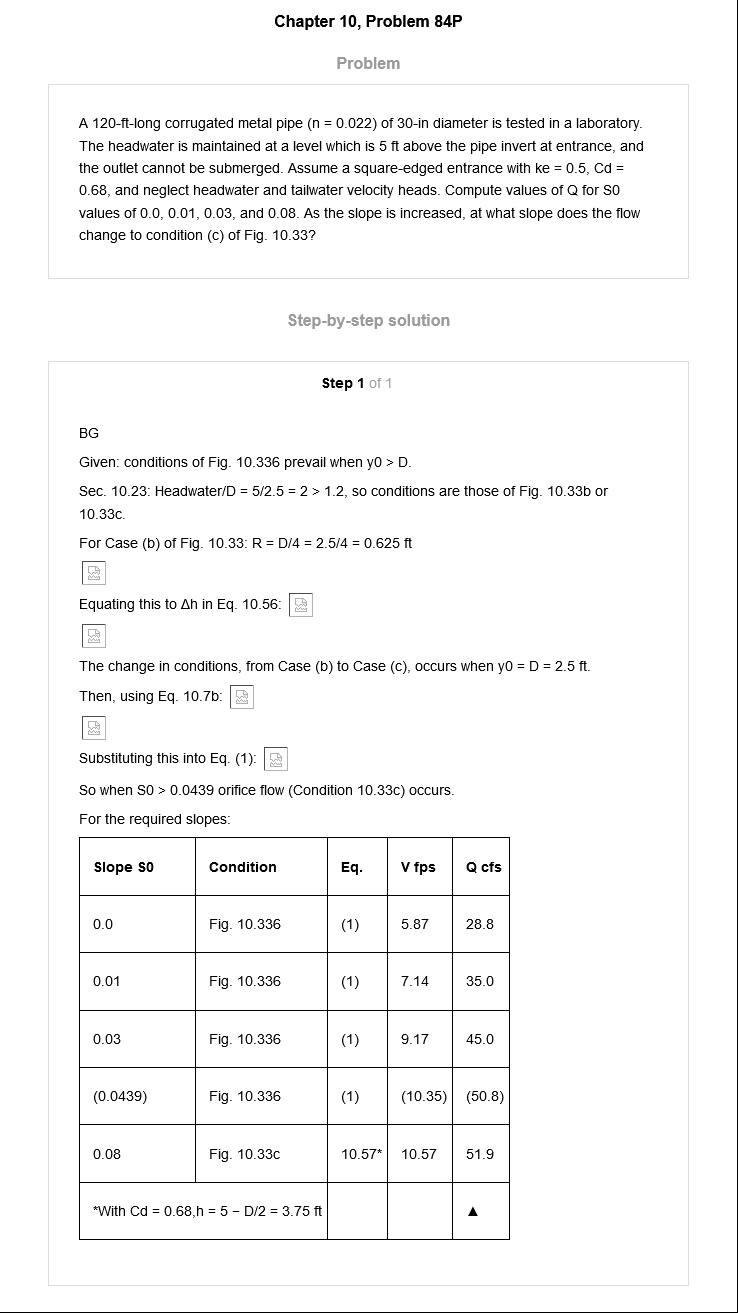 Chapter 10, Problem 84P
Problem
A 120-ft-long corrugated metal pipe (n = 0.022) of 30-in diameter is tested in a laboratory.
The headwater is maintained at a level which is 5 ft above the pipe invert at entrance, and
the outlet cannot be submerged. Assume a square-edged entrance with ke = 0.5, Cd =
0.68, and neglect headwater and tailwater velocity heads. Compute values of Q for S0
values of 0.0, 0.01, 0.03, and 0.08. As the slope is increased, at what slope does the flow
change to condition (c) of Fig. 10.33?
Step-by-step solution
Step 1 of 1
BG
Given: conditions of Fig. 10.336 prevail when y0 > D.
Sec. 10.23: Headwater/D = 5/2.5 = 2 > 1.2, so conditions are those of Fig. 10.33b or
10.33c.
For Case (b) of Fig. 10.33: R = D/4 = 2.5/4 = 0.625 ft
Equating this to Δh in Eq. 10.56:
The change in conditions, from Case (b) to Case (c), occurs when y0 = D = 2.5 ft.
Then, using Eq. 10.7b:
Substituting this into Eq. (1):
So when S0 > 0.0439 orifice flow (Condition 10.33c) occurs.
For the required slopes:
Slope S0 Condition Eq. V fps Q cfs
0.0 Fig. 10.336 (1) 5.87 28.8
0.01 Fig. 10.336 (1) 7.14 35.0
0.03 Fig. 10.336 (1) 9.17 45.0
(0.0439) Fig. 10.336 (1) (10.35) (50.8)
0.08 Fig. 10.33c 10.57* 10.57 51.9
*With Cd = 0.68,h = 5 − D/2 = 3.75 ft ▲